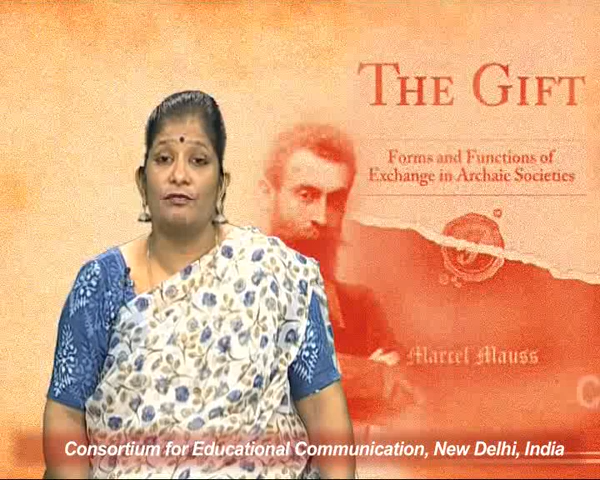 THE GIFT
Forms and Functions of
Exchange in Archaic Societies
Marcel Mauss
C
Consortium for Educational Communication, New Delhi, India